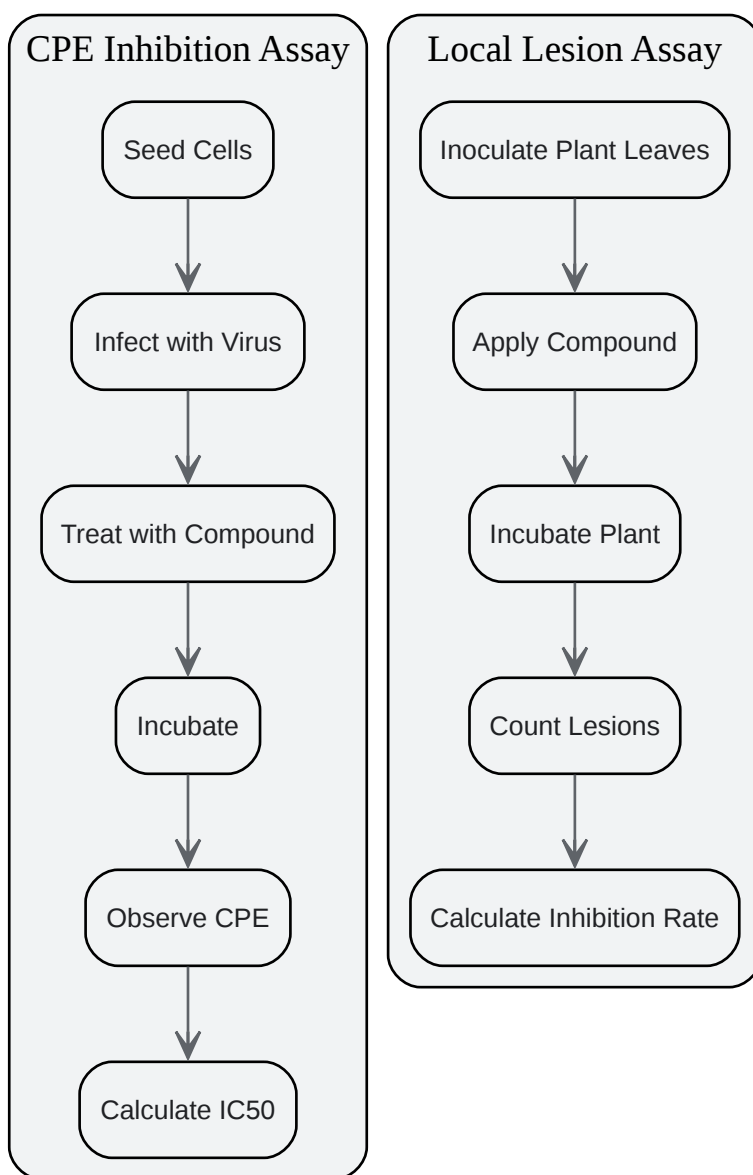 CPE Inhibition Assay
Seed Cells
Infect with Virus
Treat with Compound
Incubate
Observe CPE
Calculate IC50
Local Lesion Assay
Inoculate Plant Leaves
Apply Compound
Incubate Plant
Count Lesions
Calculate Inhibition Rate